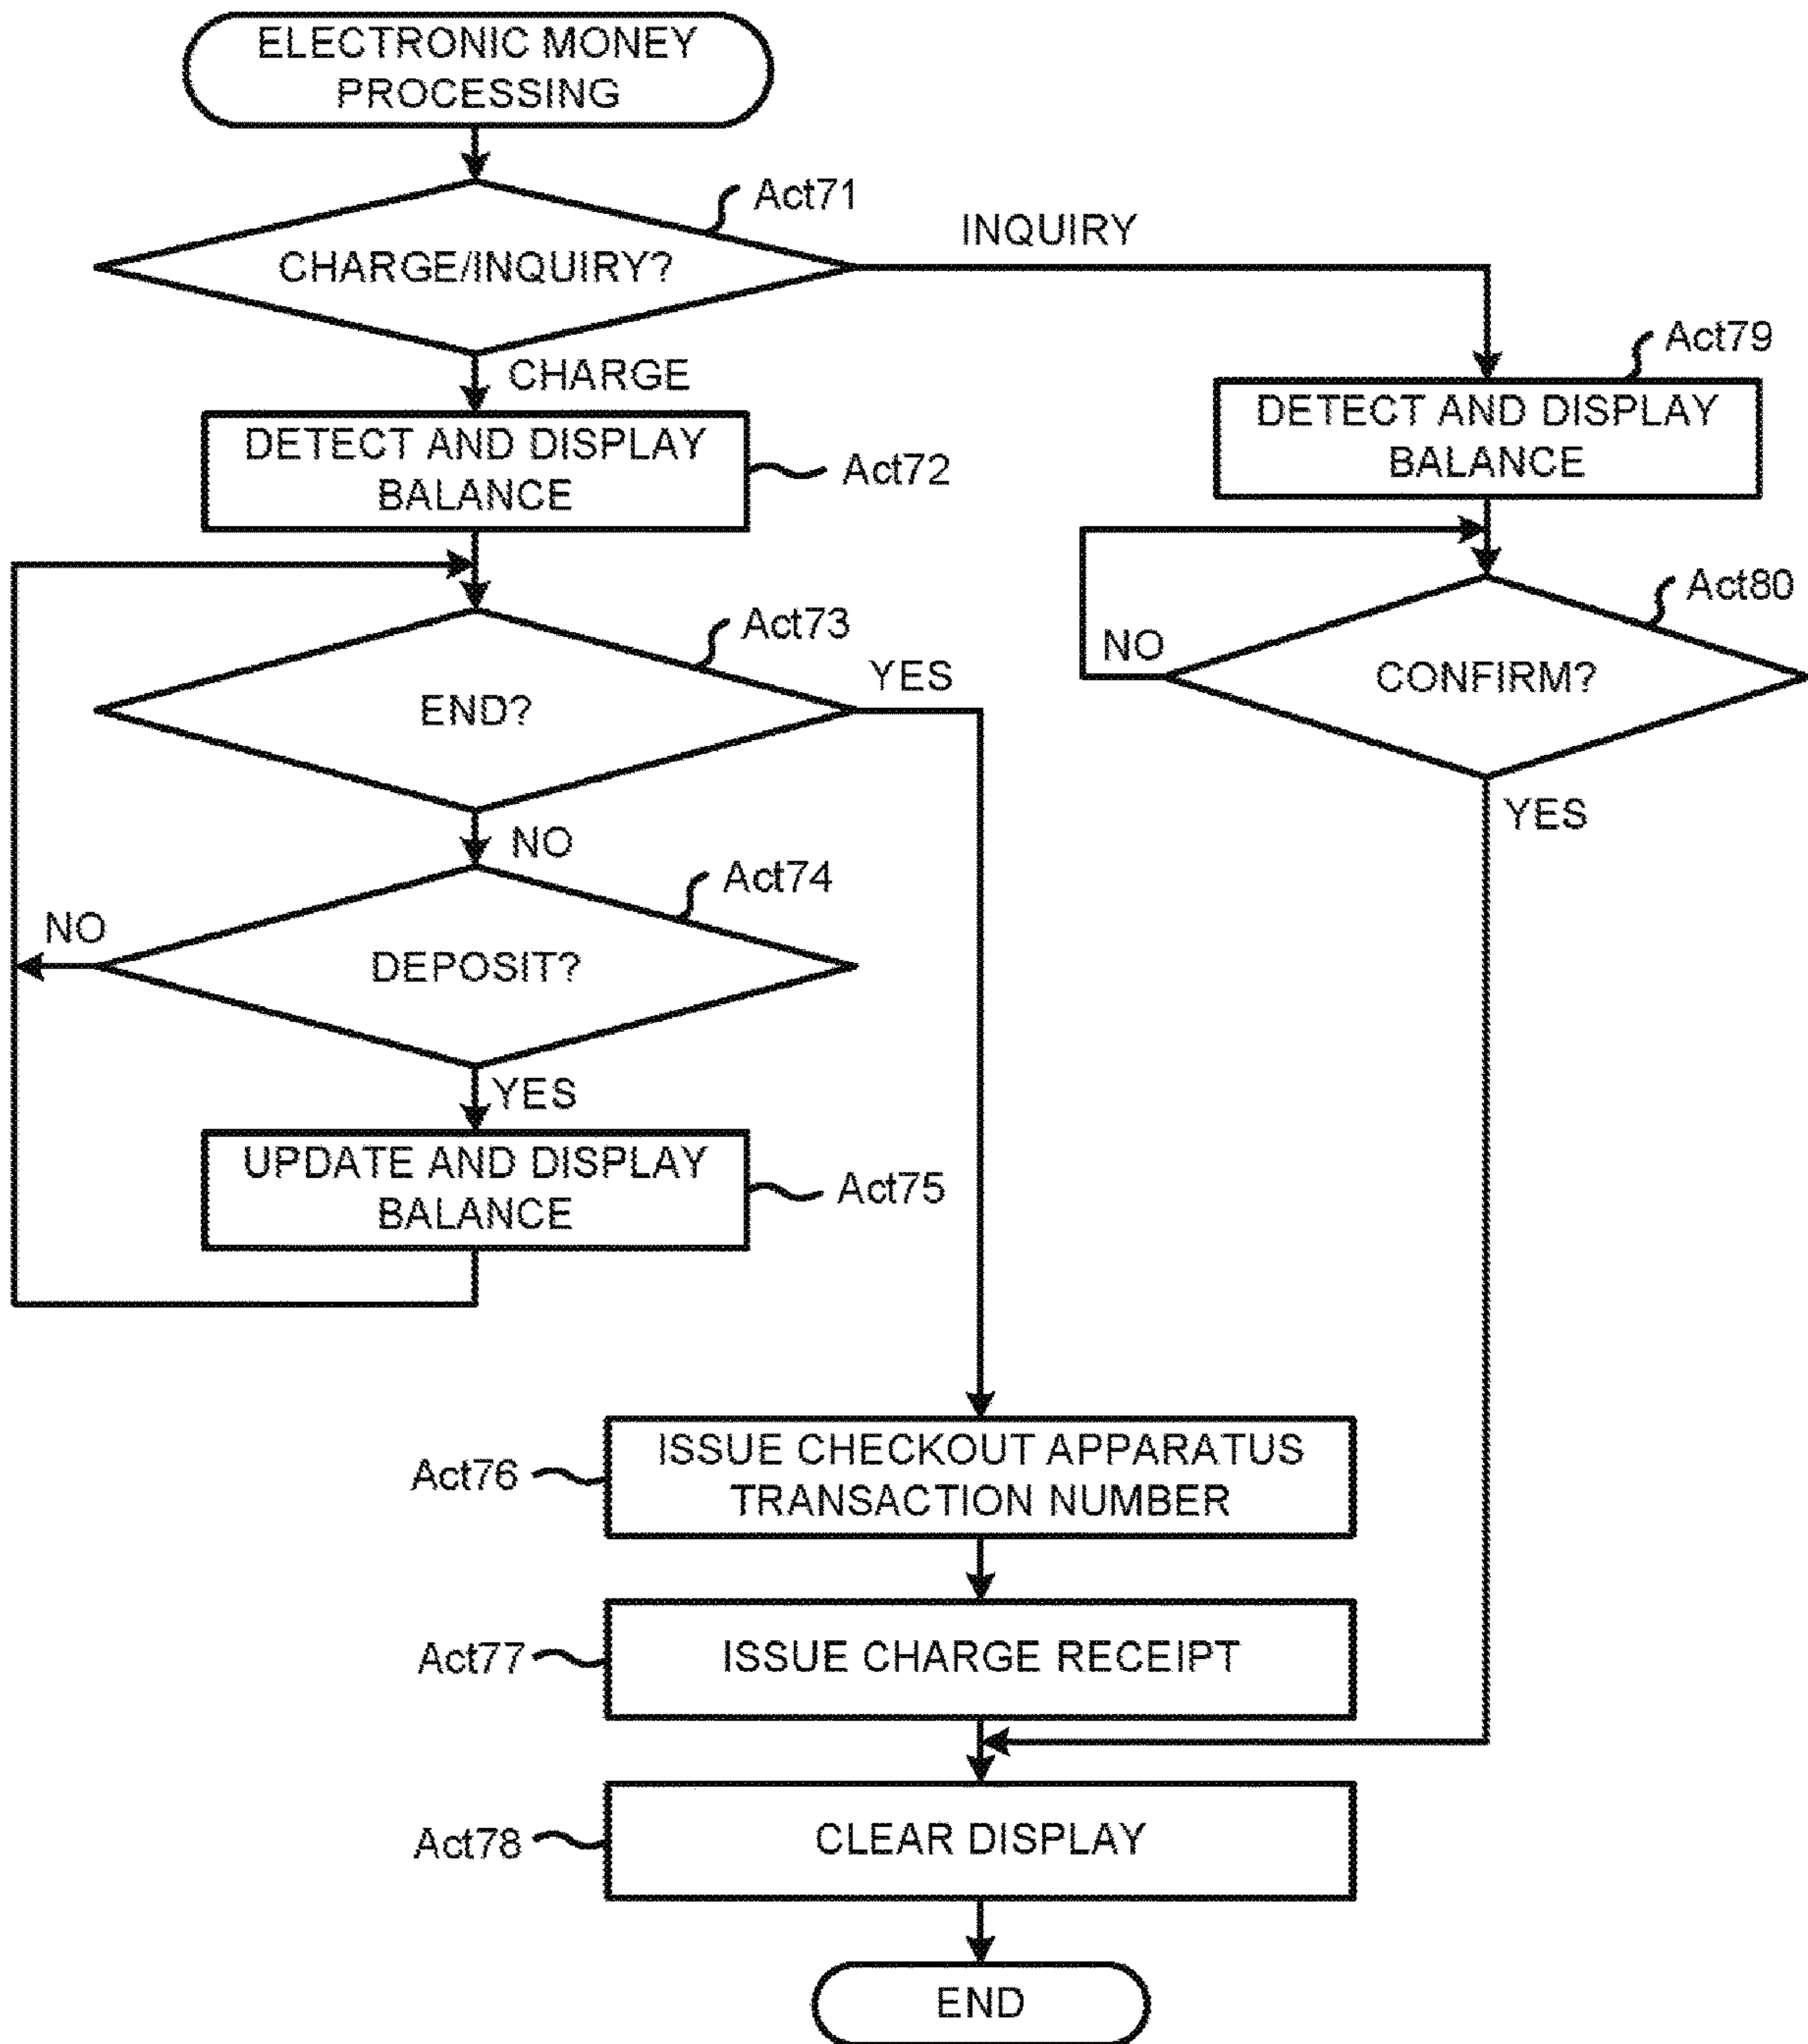 ELECTRONIC MONEY
PROCESSING
Act71
CHARGE/INQUIRY?
INQUIRY
CHARGE
Act79
DETECT AND DISPLAY
BALANCE
DETECT AND DISPLAY
BALANCE
Act72
Act80
NO
CONFIRM?
YES
Act73
END?
YES
NO
Act74
NO
DEPOSIT?
YES
UPDATE AND DISPLAY
BALANCE
Act75
Act76
ISSUE CHECKOUT APPARATUS
TRANSACTION NUMBER
Act77
ISSUE CHARGE RECEIPT
Act78
CLEAR DISPLAY
END